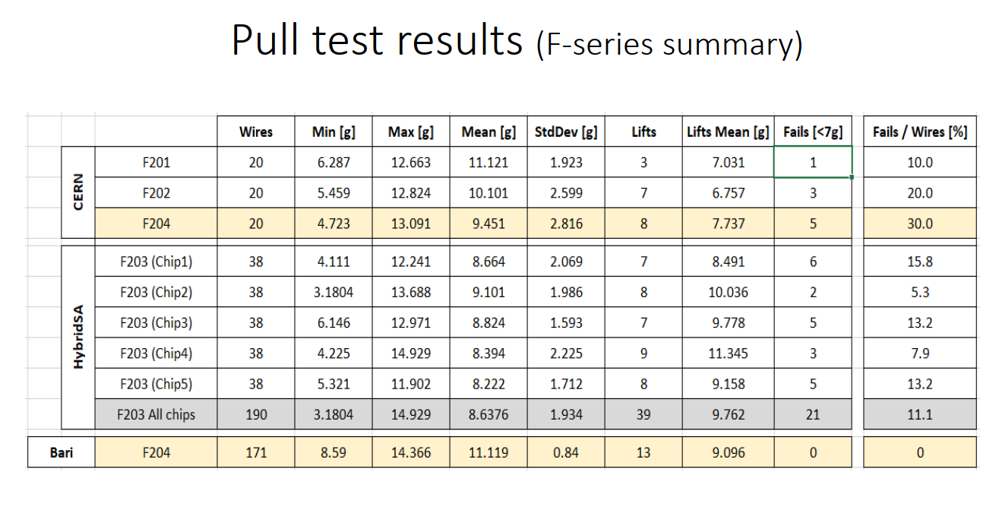 Pull test results (F-series summary)
Wires Min [g] Max [g] Mean [g] StdDev [g] Lifts Lifts Mean [g] Fails [<7g] Fails / Wires [%]
CERN
F201 20 6.287 12.663 11.121 1.923 3 7.031 1 10.0
F202 20 5.459 12.824 10.101 2.599 7 6.757 3 20.0
F204 20 4.723 13.091 9.451 2.816 8 7.737 5 30.0
HybridSA
F203 (Chip1) 38 4.111 12.241 8.664 2.069 7 8.491 6 15.8
F203 (Chip2) 38 3.1804 13.688 9.101 1.986 8 10.036 2 5.3
F203 (Chip3) 38 6.146 12.971 8.824 1.593 7 9.778 5 13.2
F203 (Chip4) 38 4.225 14.929 8.394 2.225 9 11.345 3 7.9
F203 (Chip5) 38 5.321 11.902 8.222 1.712 8 9.158 5 13.2
F203 All chips 190 3.1804 14.929 8.6376 1.934 39 9.762 21 11.1
Bari F204 171 8.59 14.366 11.119 0.84 13 9.096 0 0